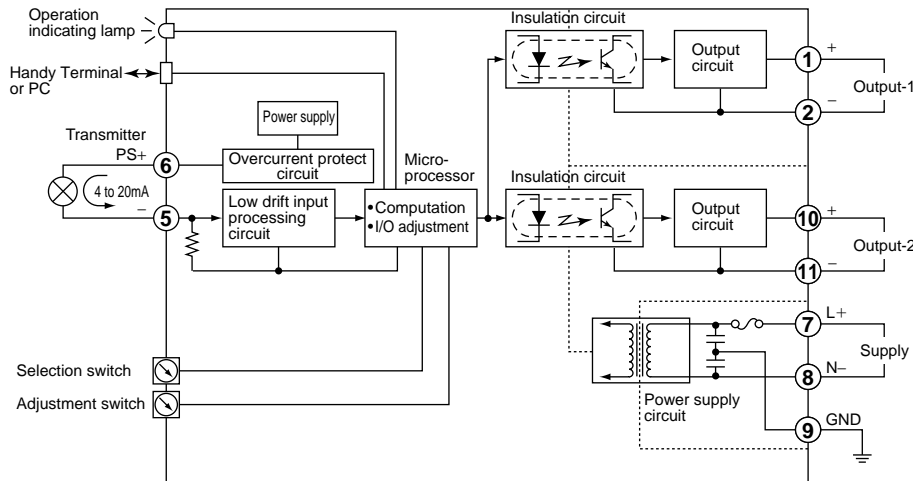 Operation
indicating lamp
Handy Terminal
or PC
Transmitter
PS+
6
4 to 20mA
−
5
Power supply
Overcurrent protect
circuit
Low drift input
processing
circuit
Micro-
processor
•Computation
•I/O adjustment
Selection switch
Adjustment switch
Insulation circuit
Output
circuit
1
+
Output-1
2
−
Insulation circuit
Output
circuit
10
+
Output-2
11
−
7
L+
Supply
8
N−
Power supply
circuit
9
GND